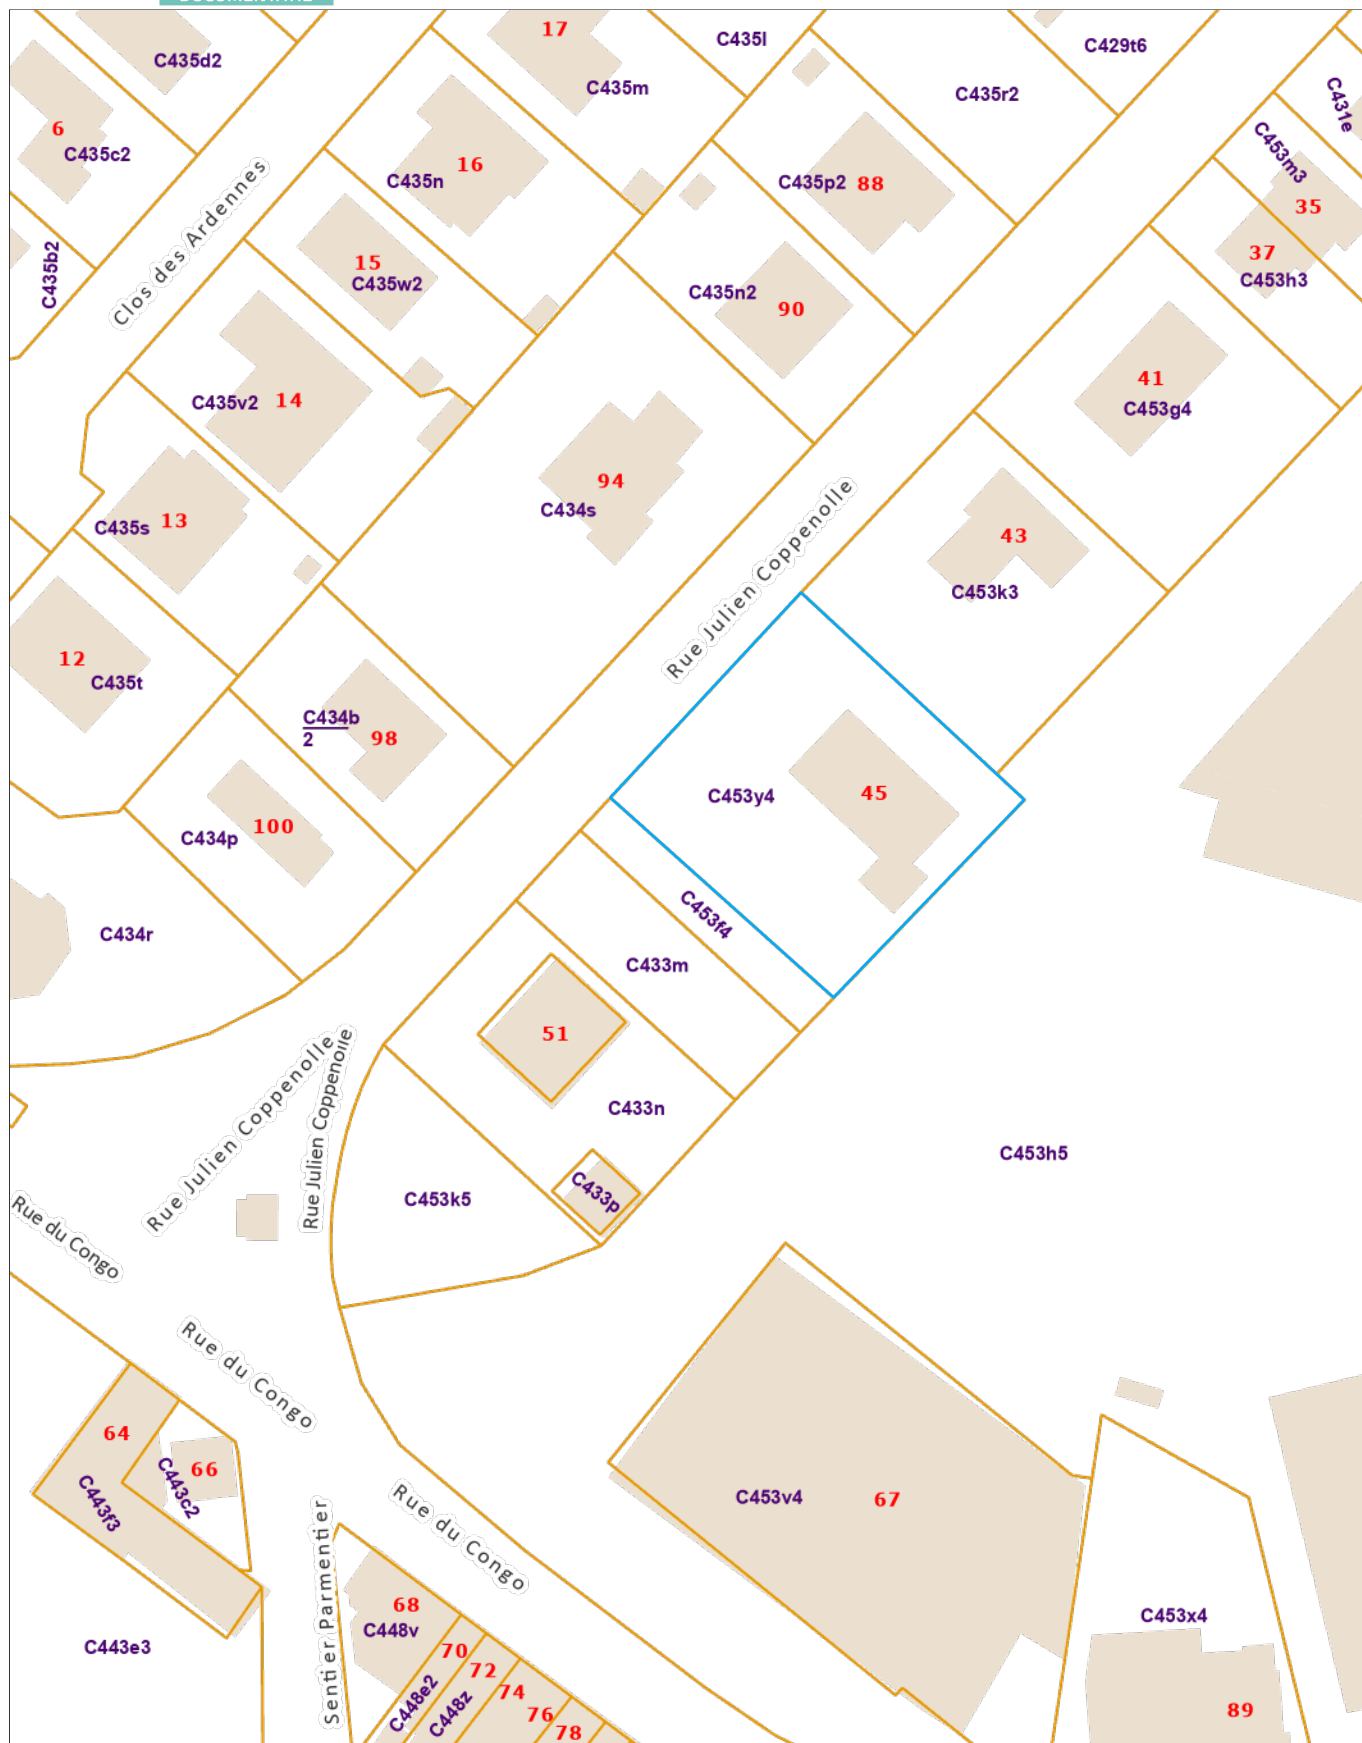 17
C435l
C429t6
C435d2
C435m
C435r2
C431e
6
C435c2
16
C435n
C435p2
88
C453m3
35
Clos des Ardennes
C435b2
15
C435w2
C435n2
90
37
C453h3
C435v2
14
41
C453g4
94
C434s
C435s
13
43
C453k3
Rue Julien Coppenolle
12
C435t
C434b
2
98
C453y4
45
C434p
100
C453f4
C434r
C433m
51
Rue Julien Coppenolle
Rue Julien Coppenolle
C433n
C453h5
C433p
C453k5
Rue du Congo
Rue du Congo
64
C443f3
66
C443c2
Rue du Congo
C453v4
67
Sentier Parmentier
68
C448v
C453x4
C443e3
70
72
74
76
78
C448e2
C448z
89